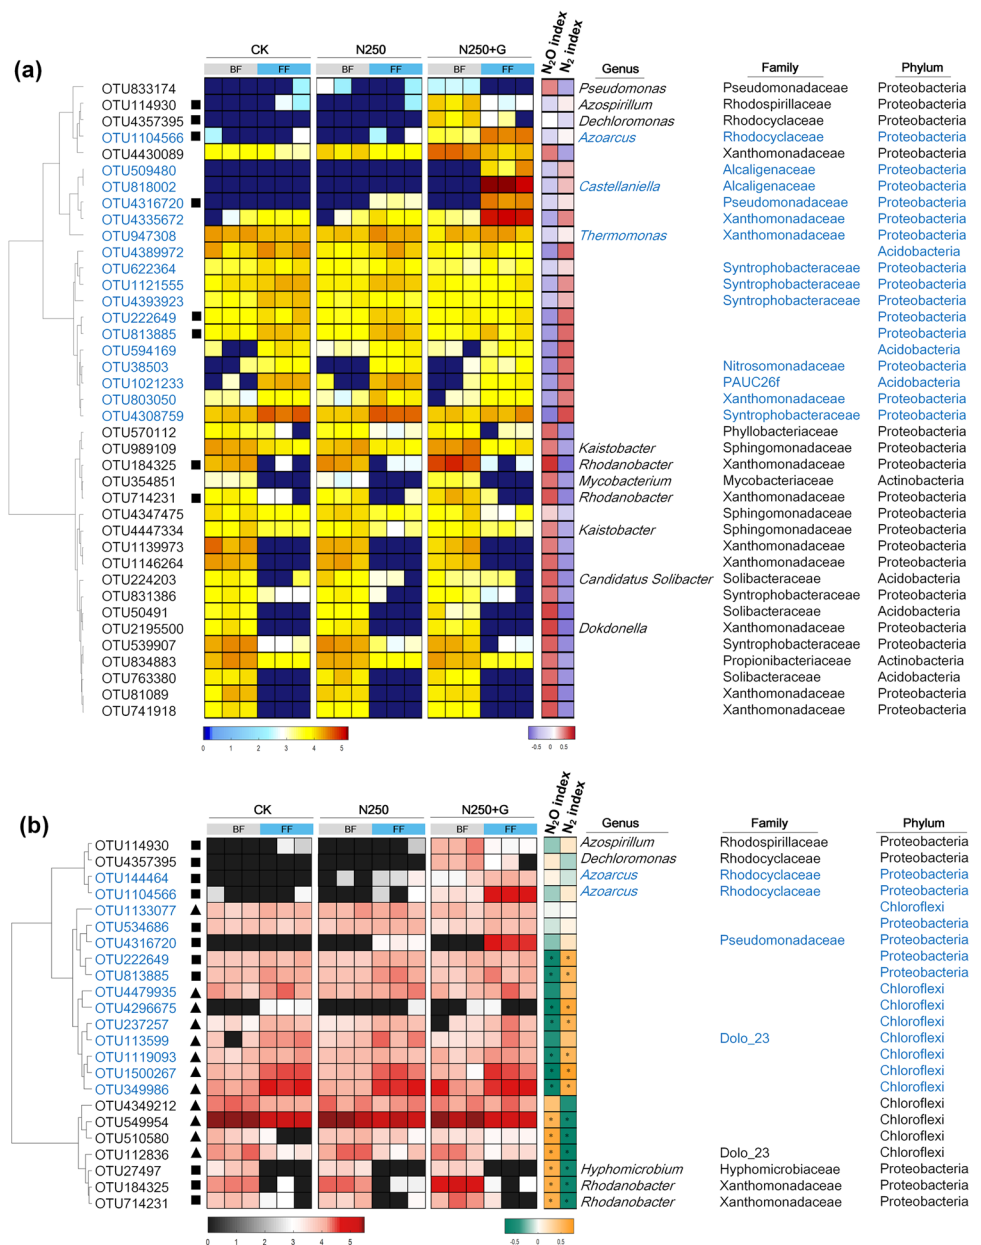 (a)
CK N250 N250+G N2O index N2 index
BF FF BF FF BF FF Genus Family Phylum
OTU833174 Pseudomonas Pseudomonadaceae Proteobacteria
OTU114930 Azospirillum Rhodospirillaceae Proteobacteria
OTU4357395 Dechloromonas Rhodocyclaceae Proteobacteria
OTU1104566 Azoarcus Rhodocyclaceae Proteobacteria
OTU4430089 Xanthomonadaceae Proteobacteria
OTU509480 Alcaligenaceae Proteobacteria
OTU818002 Castellaniella Alcaligenaceae Proteobacteria
OTU4316720 Pseudomonadaceae Proteobacteria
OTU4335672 Xanthomonadaceae Proteobacteria
OTU947308 Thermomonas Xanthomonadaceae Proteobacteria
OTU4389972 Acidobacteria
OTU622364 Syntrophobacteraceae Proteobacteria
OTU1121555 Syntrophobacteraceae Proteobacteria
OTU4393923 Syntrophobacteraceae Proteobacteria
OTU222649 Proteobacteria
OTU813885 Proteobacteria
OTU594169 Acidobacteria
OTU38503 Nitrosomonadaceae Proteobacteria
OTU1021233 PAUC26f Acidobacteria
OTU803050 Xanthomonadaceae Proteobacteria
OTU4308759 Syntrophobacteraceae Proteobacteria
OTU570112 Phyllobacteriaceae Proteobacteria
OTU989109 Kaistobacter Sphingomonadaceae Proteobacteria
OTU184325 Rhodanobacter Xanthomonadaceae Proteobacteria
OTU354851 Mycobacterium Mycobacteriaceae Actinobacteria
OTU714231 Rhodanobacter Xanthomonadaceae Proteobacteria
OTU4347475 Sphingomonadaceae Proteobacteria
OTU4447334 Kaistobacter Sphingomonadaceae Proteobacteria
OTU1139973 Xanthomonadaceae Proteobacteria
OTU1146264 Xanthomonadaceae Proteobacteria
OTU224203 Candidatus Solibacter Solibacteraceae Acidobacteria
OTU831386 Syntrophobacteraceae Proteobacteria
OTU50491 Solibacteraceae Acidobacteria
OTU2195500 Dokdonella Xanthomonadaceae Proteobacteria
OTU539907 Syntrophobacteraceae Proteobacteria
OTU834883 Propionibacteriaceae Actinobacteria
OTU763380 Solibacteraceae Acidobacteria
OTU81089 Xanthomonadaceae Proteobacteria
OTU741918 Xanthomonadaceae Proteobacteria
0 1 2 3 4 5 -0.5 0 0.5
(b)
CK N250 N250+G N2O index N2 index
BF FF BF FF BF FF Genus Family Phylum
OTU114930 Azospirillum Rhodospirillaceae Proteobacteria
OTU4357395 Dechloromonas Rhodocyclaceae Proteobacteria
OTU144464 Azoarcus Rhodocyclaceae Proteobacteria
OTU1104566 Azoarcus Rhodocyclaceae Proteobacteria
OTU1133077 Chloroflexi
OTU534686 Proteobacteria
OTU4316720 Pseudomonadaceae Proteobacteria
OTU222649 * * Proteobacteria
OTU813885 * * Proteobacteria
OTU4479935 Chloroflexi
OTU4296675 * * Chloroflexi
OTU237257 * * Chloroflexi
OTU113599 Dolo_23 Chloroflexi
OTU1119093 * * Chloroflexi
OTU1500267 * * Chloroflexi
OTU349986 * * Chloroflexi
OTU4349212 Chloroflexi
OTU549954 * * Chloroflexi
OTU510580 * * Chloroflexi
OTU112836 * * Dolo_23 Chloroflexi
OTU27497 * * Hyphomicrobium Hyphomicrobiaceae Proteobacteria
OTU184325 * * Rhodanobacter Xanthomonadaceae Proteobacteria
OTU714231 * * Rhodanobacter Xanthomonadaceae Proteobacteria
0 1 2 3 4 5 -0.5 0 0.5